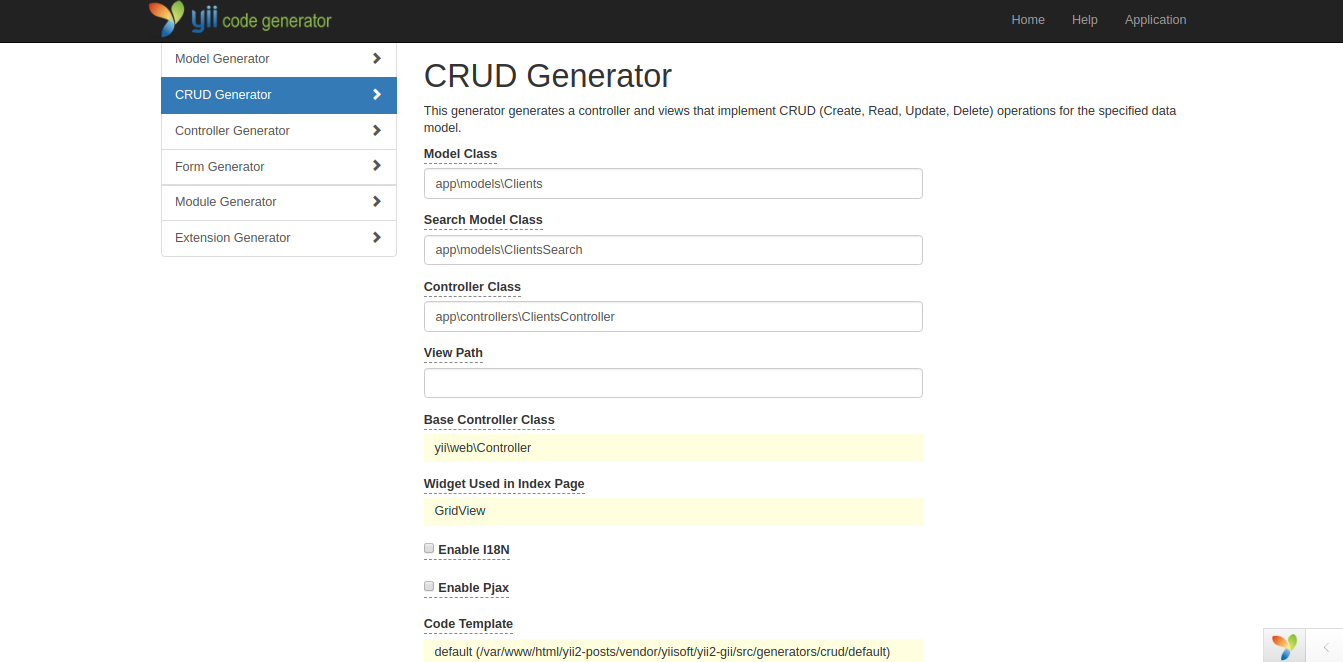 yii code generator
Home Help Application
Model Generator
CRUD Generator
Controller Generator
Form Generator
Module Generator
Extension Generator
CRUD Generator
This generator generates a controller and views that implement CRUD (Create, Read, Update, Delete) operations for the specified data
model.
Model Class
app\models\Clients
Search Model Class
app\models\ClientsSearch
Controller Class
app\controllers\ClientsController
View Path
Base Controller Class
yii\web\Controller
Widget Used in Index Page
GridView
Enable I18N
Enable Pjax
Code Template
default (/var/www/html/yii2-posts/vendor/yiisoft/yii2-gii/src/generators/crud/default)